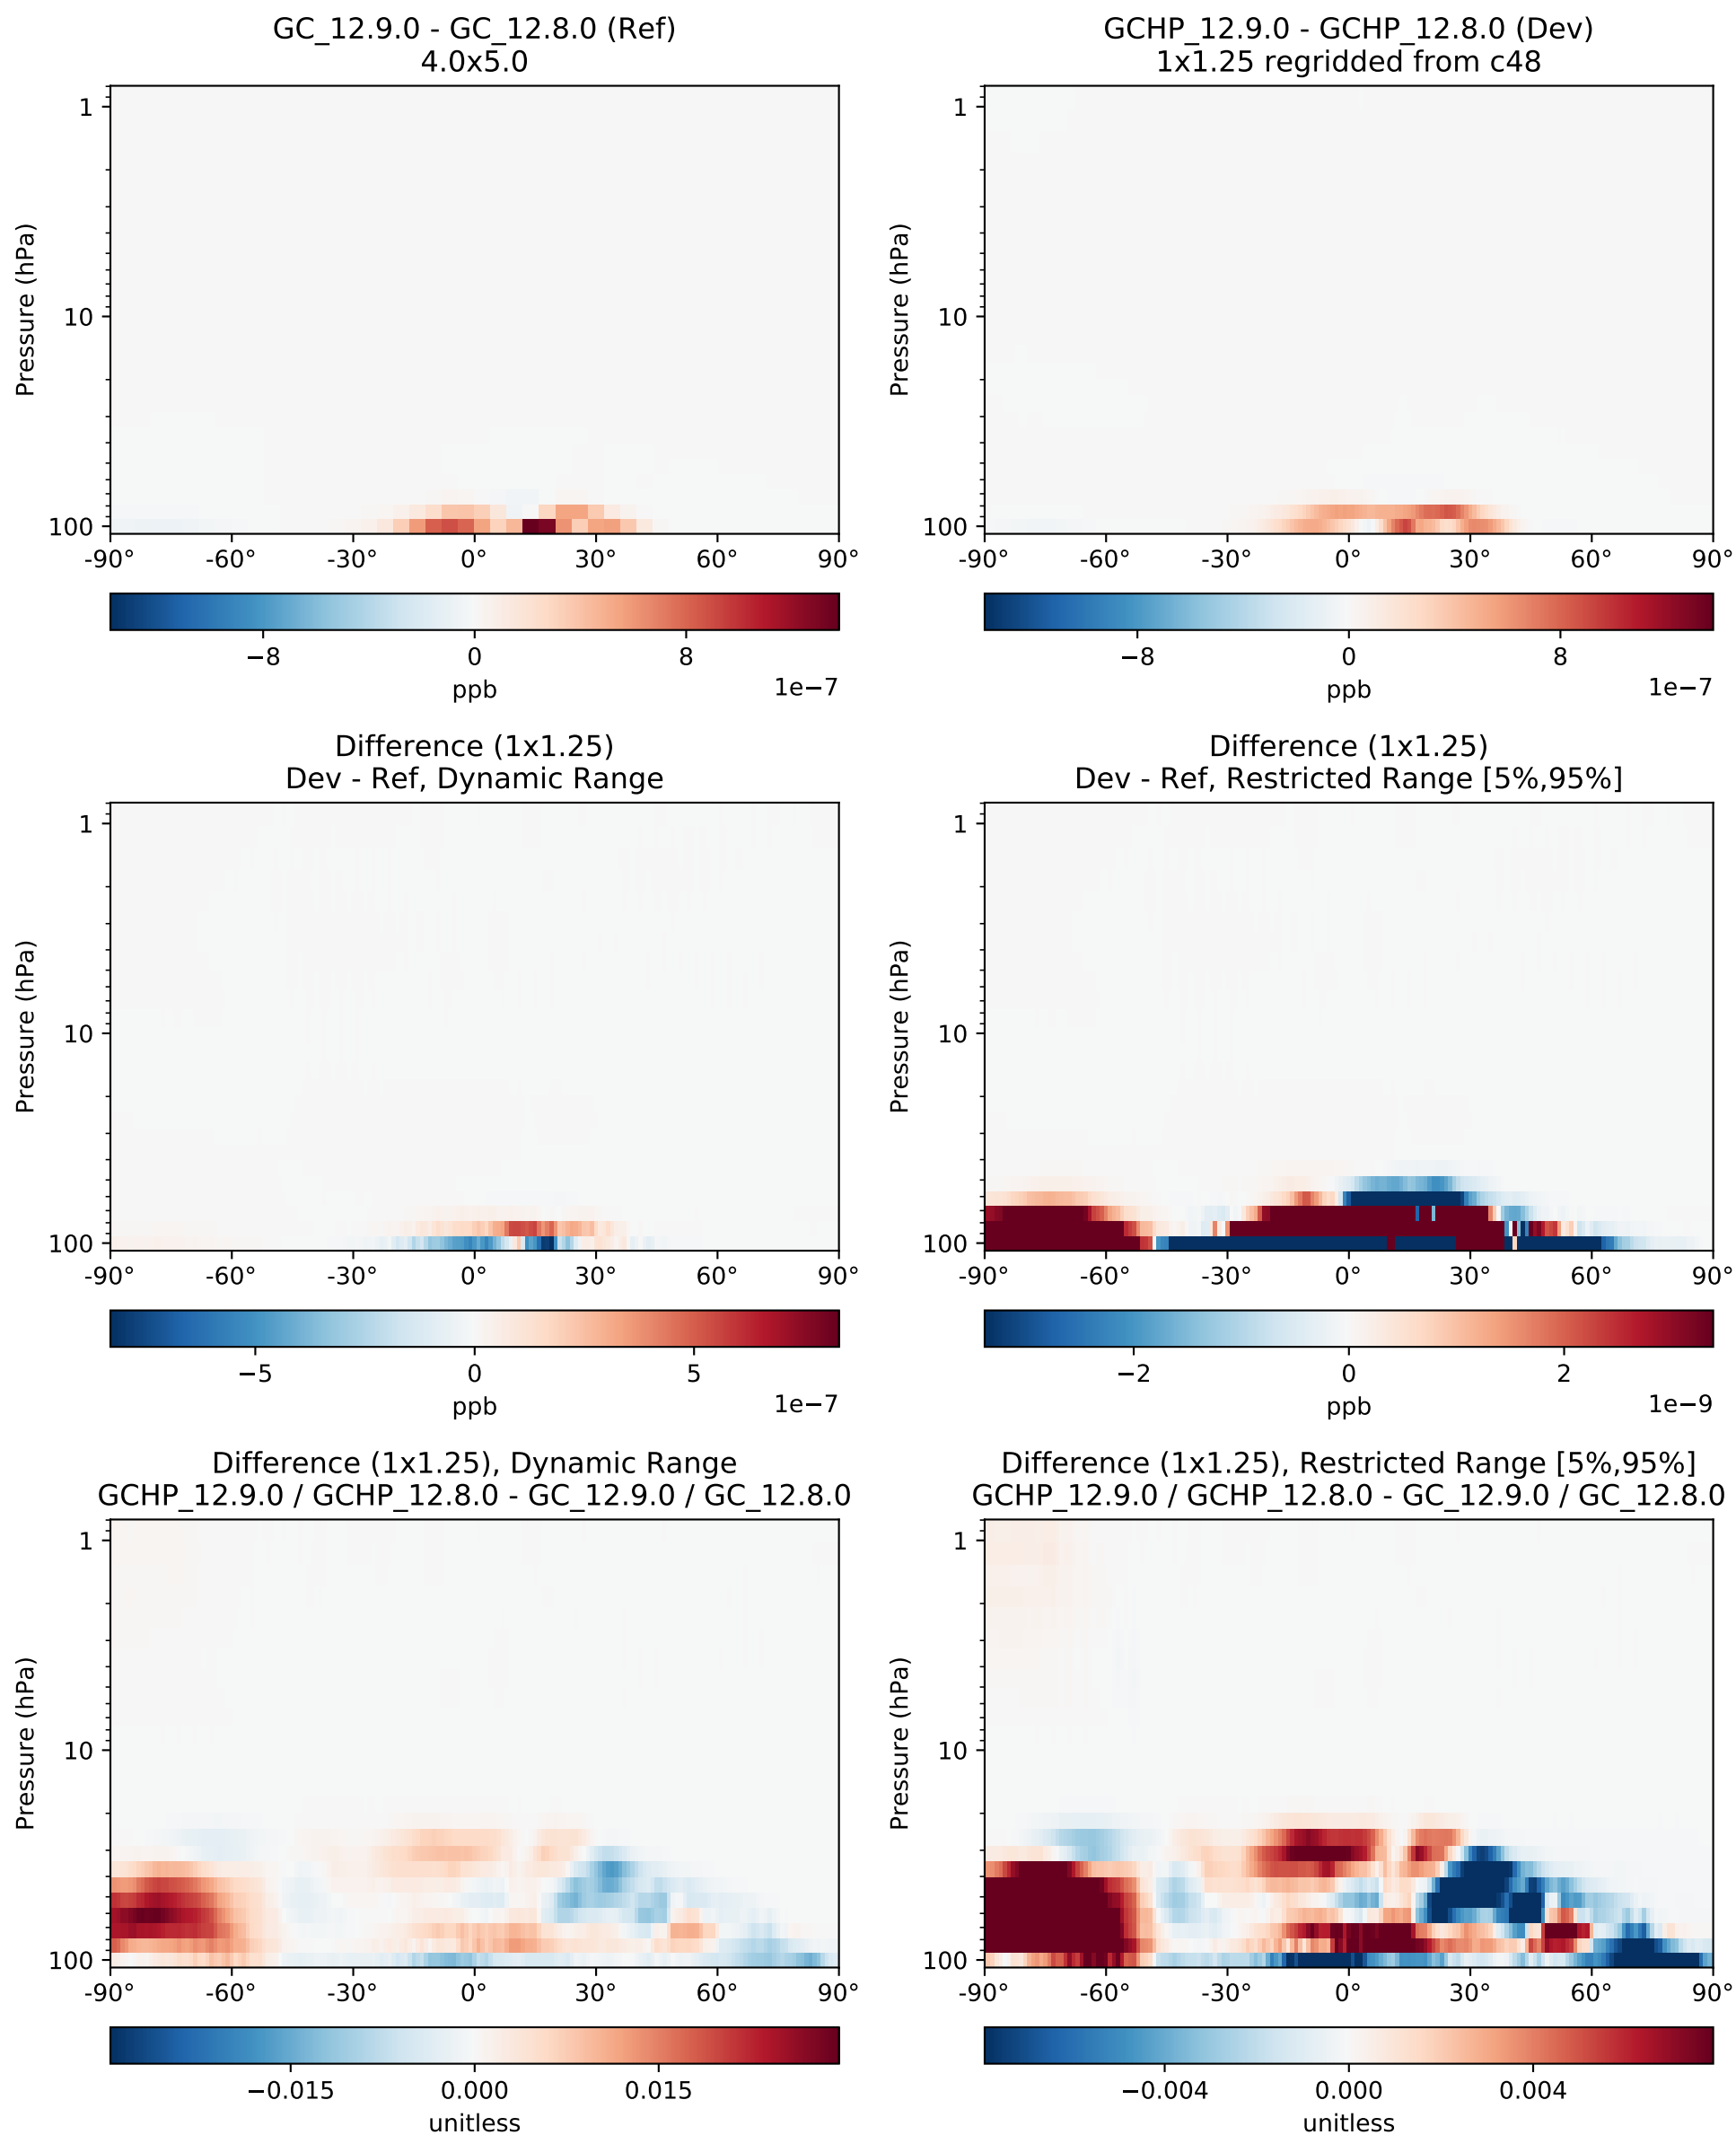 GC_12.9.0 - GC_12.8.0 (Ref)
4.0x5.0
Pressure (hPa)
1
10
100
-90° -60° -30° 0° 30° 60° 90°
−8 0 8
ppb
1e−7
GCHP_12.9.0 - GCHP_12.8.0 (Dev)
1x1.25 regridded from c48
Pressure (hPa)
1
10
100
-90° -60° -30° 0° 30° 60° 90°
−8 0 8
ppb
1e−7
Difference (1x1.25)
Dev - Ref, Dynamic Range
Pressure (hPa)
1
10
100
-90° -60° -30° 0° 30° 60° 90°
−5 0 5
ppb
1e−7
Difference (1x1.25)
Dev - Ref, Restricted Range [5%,95%]
Pressure (hPa)
1
10
100
-90° -60° -30° 0° 30° 60° 90°
−2 0 2
ppb
1e−9
Difference (1x1.25), Dynamic Range
GCHP_12.9.0 / GCHP_12.8.0 - GC_12.9.0 / GC_12.8.0
Pressure (hPa)
1
10
100
-90° -60° -30° 0° 30° 60° 90°
−0.015 0.000 0.015
unitless
Difference (1x1.25), Restricted Range [5%,95%]
GCHP_12.9.0 / GCHP_12.8.0 - GC_12.9.0 / GC_12.8.0
Pressure (hPa)
1
10
100
-90° -60° -30° 0° 30° 60° 90°
−0.004 0.000 0.004
unitless